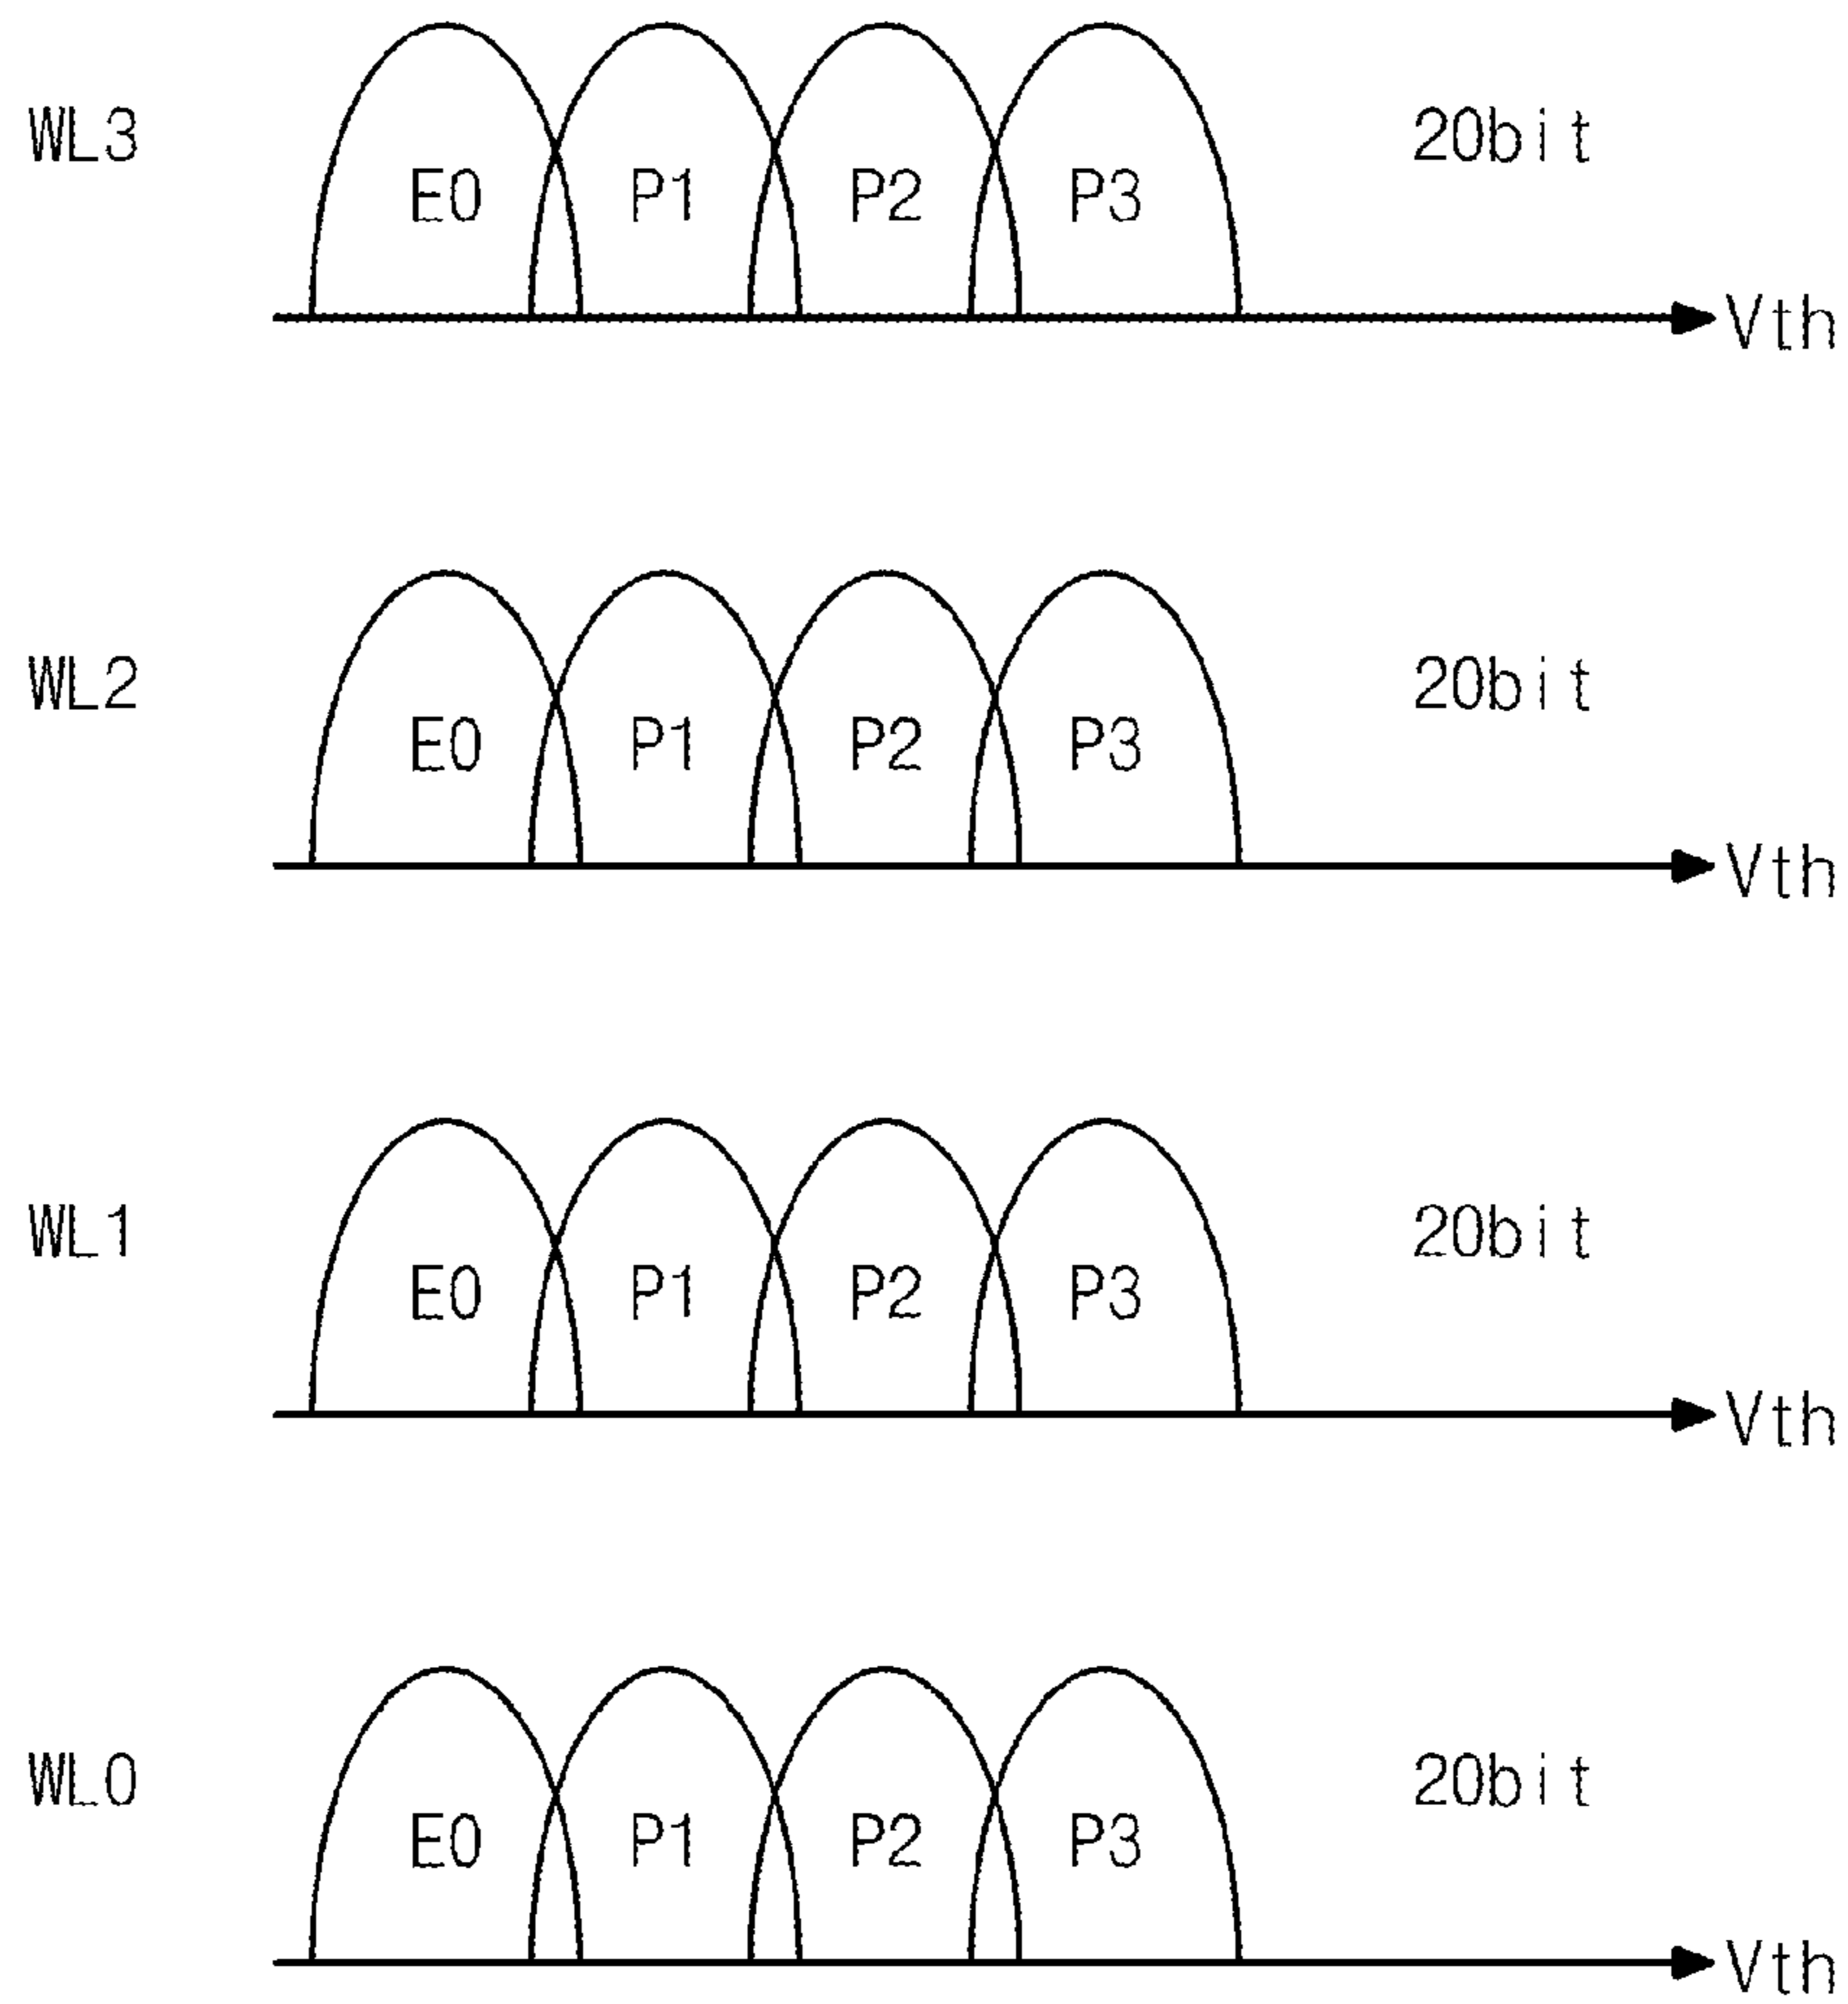 WL3 20bit
E0 P1 P2 P3
Vth
WL2 20bit
E0 P1 P2 P3
Vth
WL1 20bit
E0 P1 P2 P3
Vth
WL0 20bit
E0 P1 P2 P3
Vth